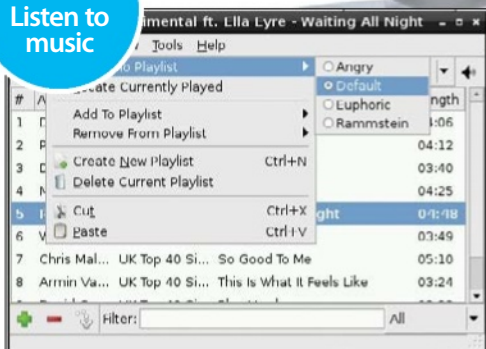 Listen to
music
imental ft. Ella Eyre - Waiting All Night
Tools Help
o Playlist
Angry
ocate Currently Played
Default
Euphoric
Rammstein
Add To Playlist
Remove From Playlist
Create New Playlist Ctrl+N
Delete Current Playlist
Cut Ctrl+X
Paste Ctrl+V
# A ngth
1 :06
2 P 04:12
3 03:40
4 04:25
5 ght 04:48
6 V 03:49
7 Chris Mal... UK Top 40 Si... So Good To Me 05:10
8 Armin Va... UK Top 40 Si... This Is What It Feels Like 03:24
Filter: All